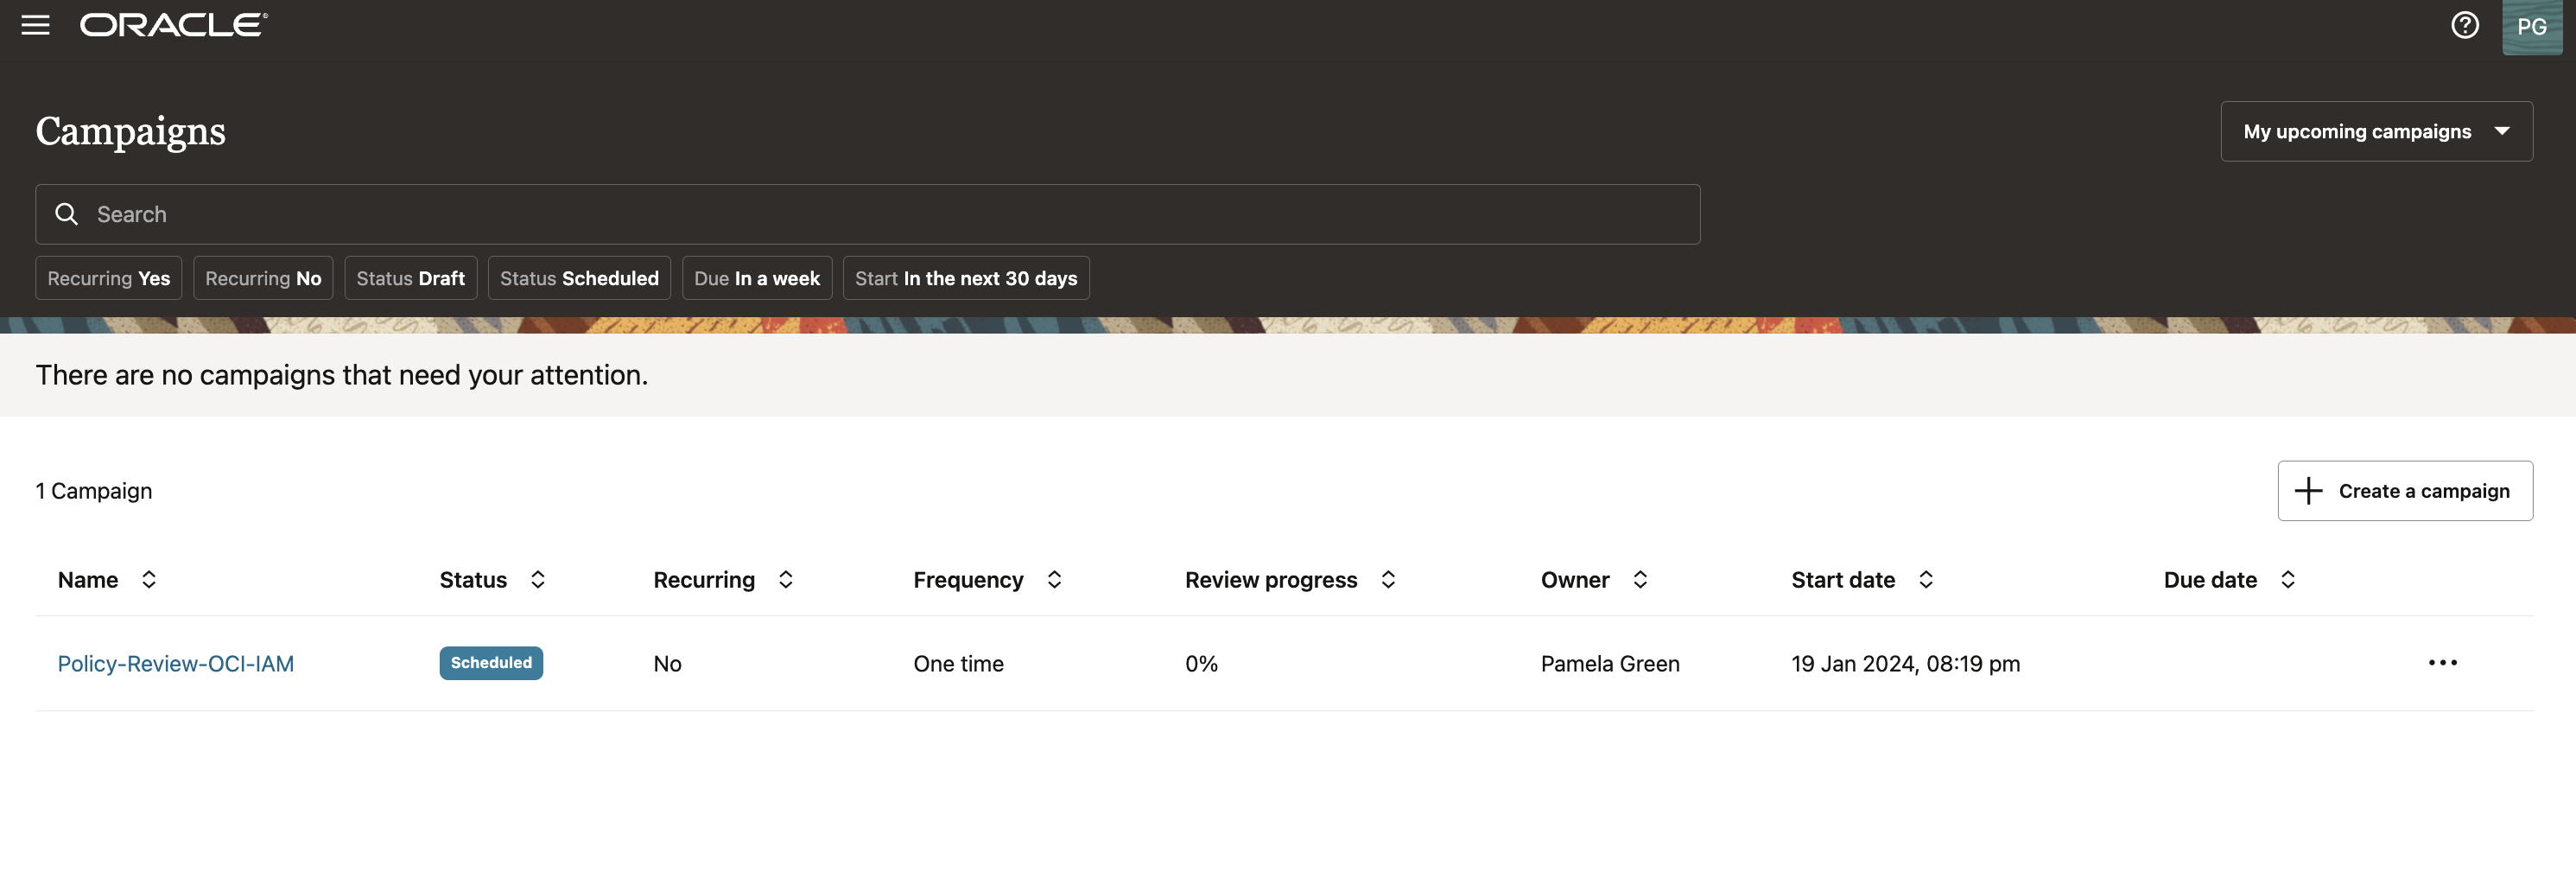 ORACLE
PG
Campaigns
My upcoming campaigns
Search
Recurring Yes Recurring No Status Draft Status Scheduled Due In a week Start In the next 30 days
There are no campaigns that need your attention.
1 Campaign
Create a campaign
Name Status Recurring Frequency Review progress Owner Start date Due date
Policy-Review-OCI-IAM Scheduled No One time 0% Pamela Green 19 Jan 2024, 08:19 pm